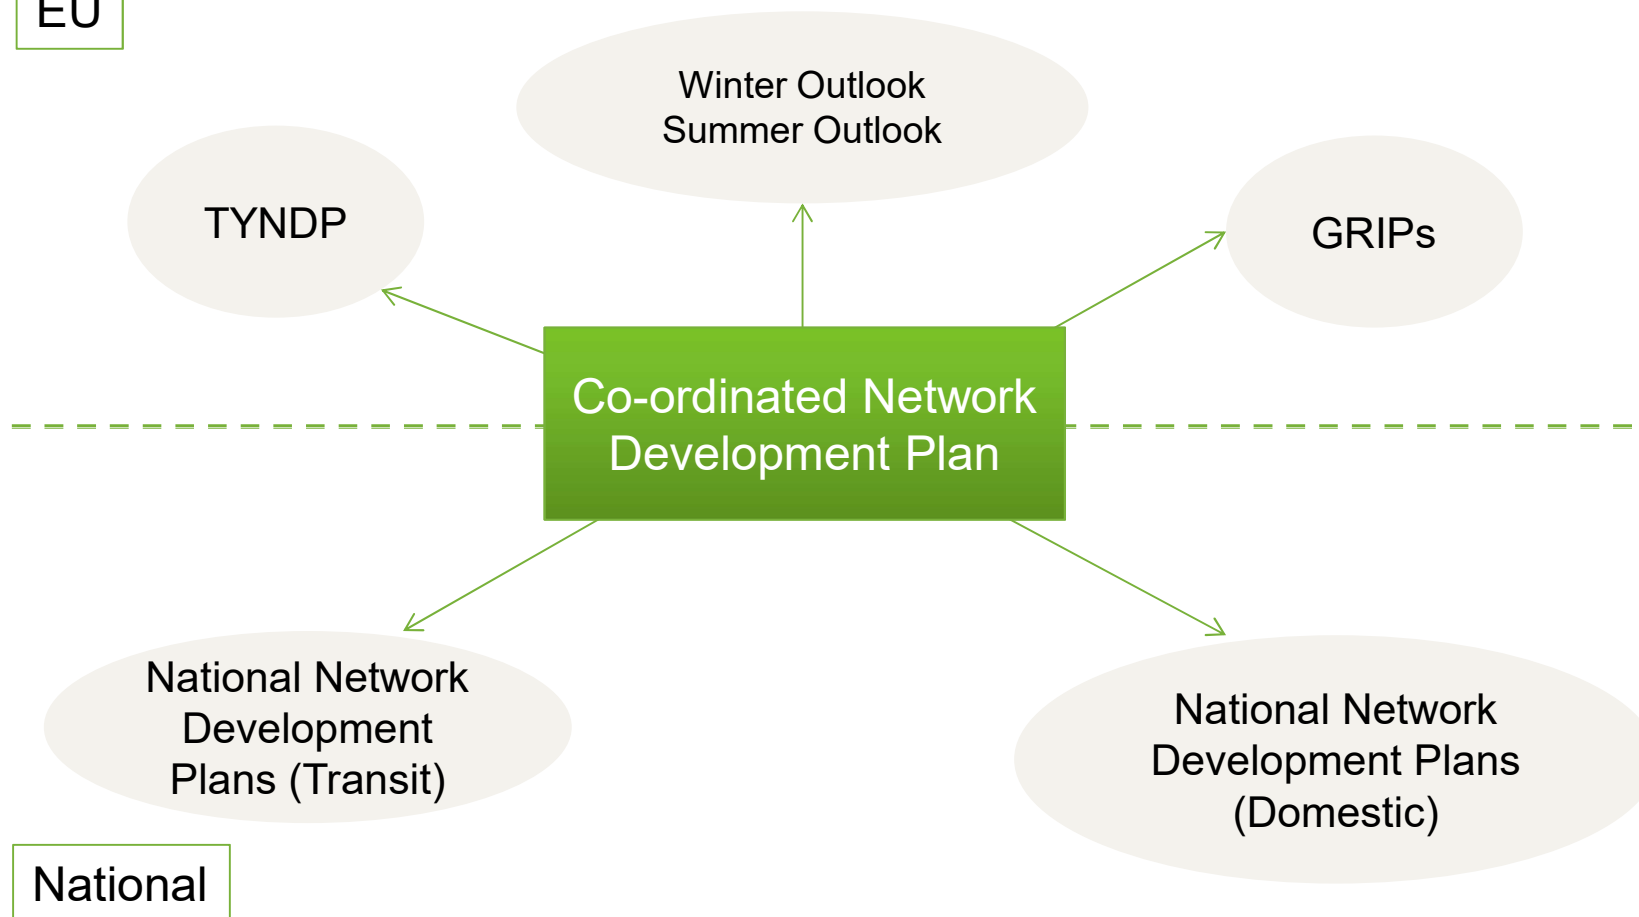 EU
Winter Outlook
Summer Outlook
TYNDP
GRIPs
Co-ordinated Network
Development Plan
National Network
Development
Plans (Transit)
National Network
Development Plans
(Domestic)
National